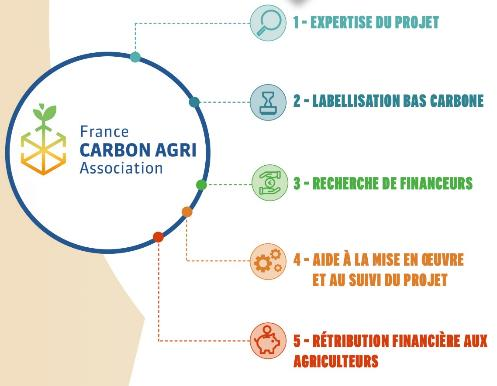 France
CARBON AGRI
Association
1 - EXPERTISE DU PROJET
2 - LABELLISATION BAS CARBONE
3 - RECHERCHE DE FINANCEURS
4 - AIDE À LA MISE EN ŒUVRE
ET AU SUIVI DU PROJET
5 - RÉTRIBUTION FINANCIÈRE AUX
AGRICULTEURS